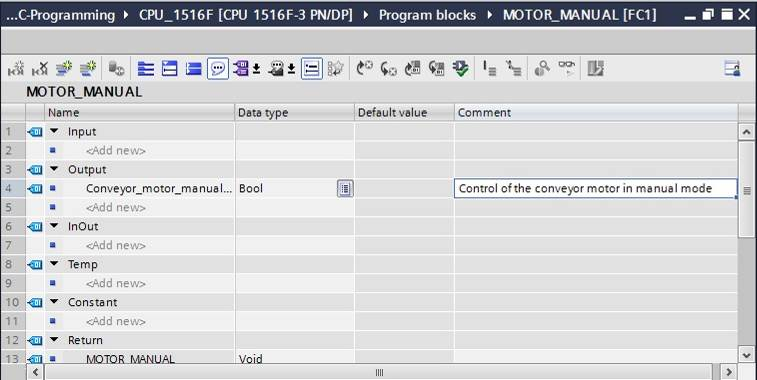 ...C-Programming ▸ CPU_1516F [CPU 1516F-3 PN/DP] ▸ Program blocks ▸ MOTOR_MANUAL [FC1]
MOTOR_MANUAL
Name Data type Default value Comment
1 Input
2 <Add new>
3 Output
4 Conveyor_motor_manual... Bool Control of the conveyor motor in manual mode
5 <Add new>
6 InOut
7 <Add new>
8 Temp
9 <Add new>
10 Constant
11 <Add new>
12 Return
13 MOTOR_MANUAL Void